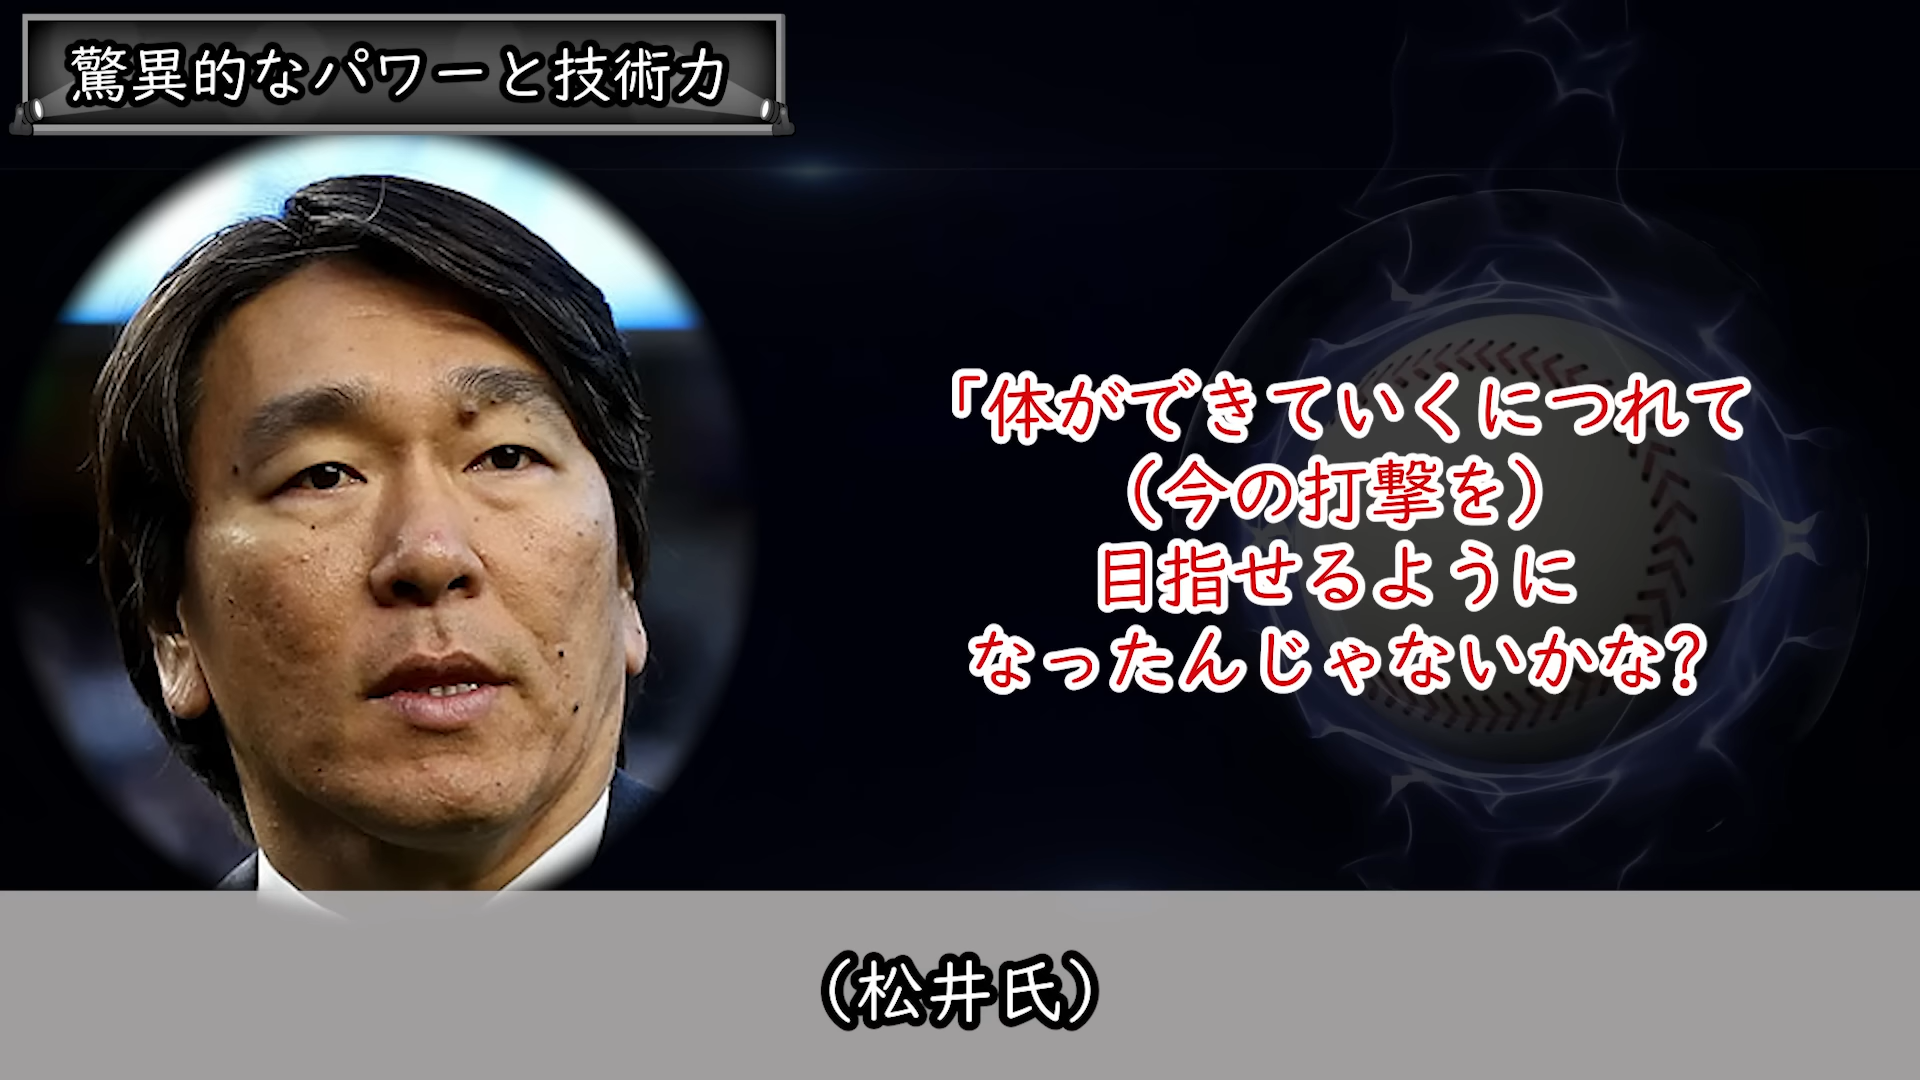 驚異的なパワーと技術力
「体ができていくにつれて
（今の打撃を）
目指せるように
なったんじゃないかな？
（松井氏）